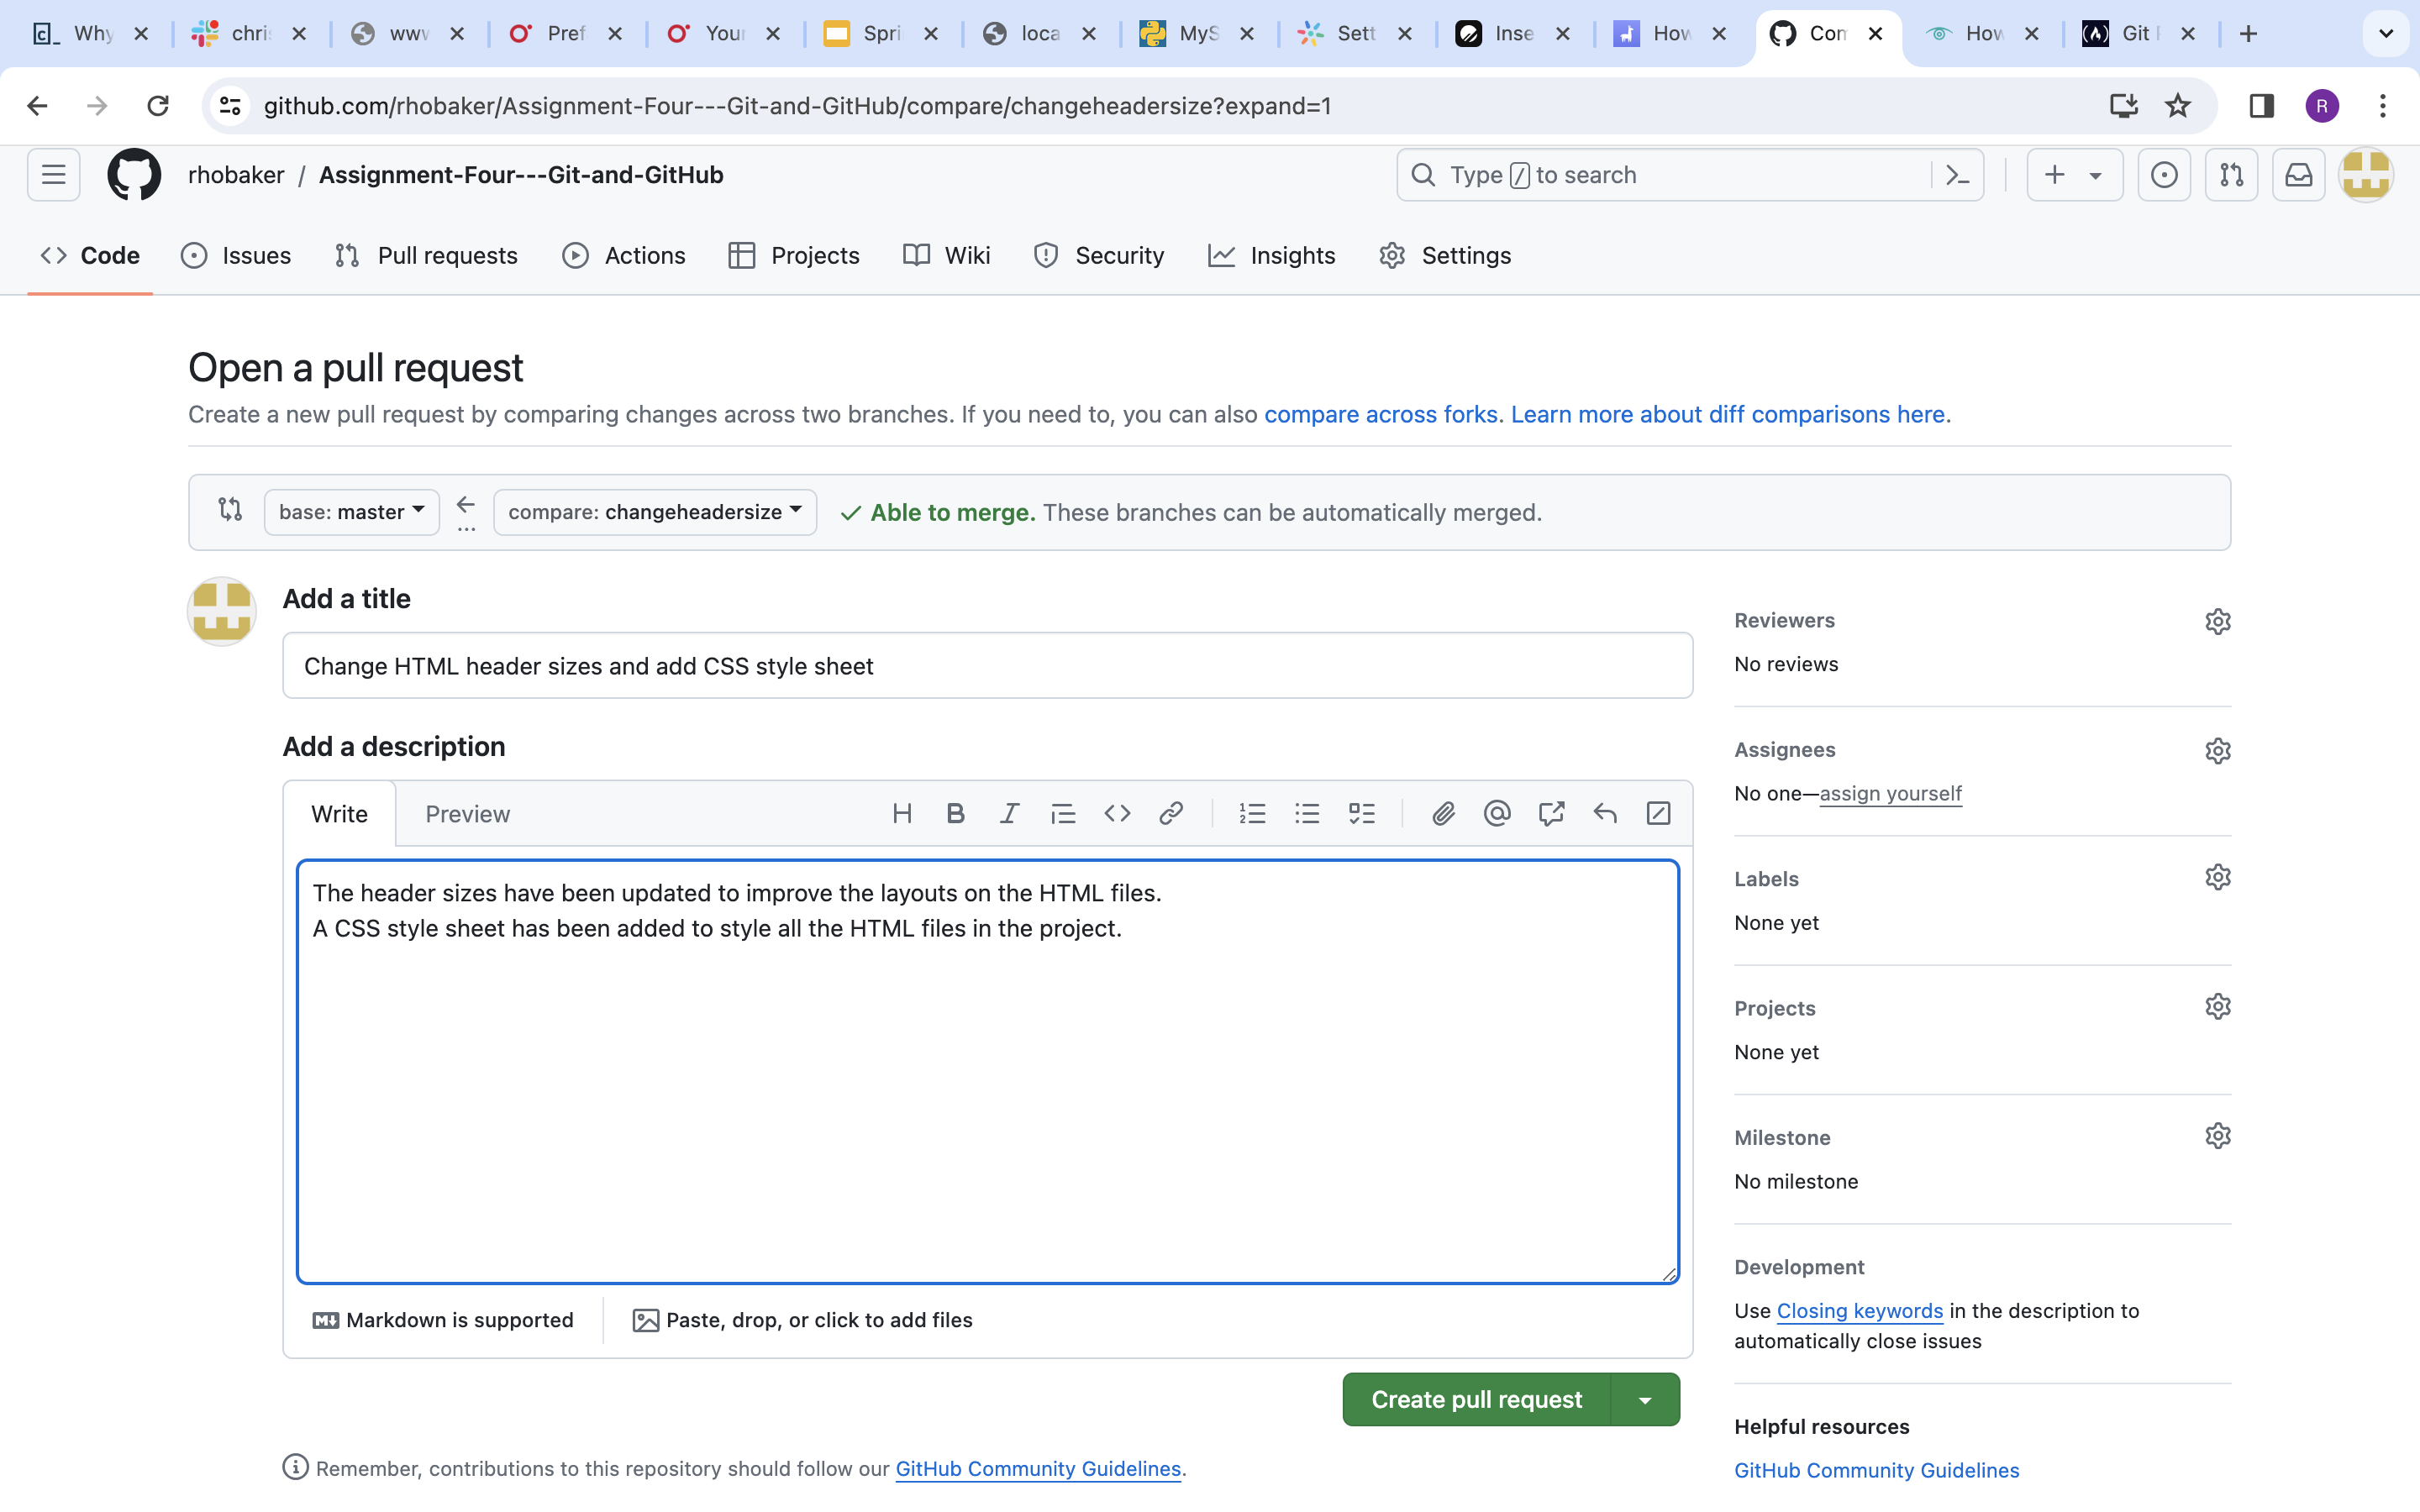 Why
chris
www
Pref
Your
Spri
loca
MyS
Sett
Inse
How
Com
How
Git
github.com/rhobaker/Assignment-Four---Git-and-GitHub/compare/changeheadersize?expand=1
R
rhobaker / Assignment-Four---Git-and-GitHub
Type / to search
Code
Issues
Pull requests
Actions
Projects
Wiki
Security
Insights
Settings
Open a pull request
Create a new pull request by comparing changes across two branches. If you need to, you can also compare across forks. Learn more about diff comparisons here.
base: master
...
compare: changeheadersize
Able to merge. These branches can be automatically merged.
Add a title
Change HTML header sizes and add CSS style sheet
Add a description
Write
Preview
The header sizes have been updated to improve the layouts on the HTML files.
A CSS style sheet has been added to style all the HTML files in the project.
Markdown is supported
Paste, drop, or click to add files
Create pull request
Remember, contributions to this repository should follow our GitHub Community Guidelines.
Reviewers
No reviews
Assignees
No one—assign yourself
Labels
None yet
Projects
None yet
Milestone
No milestone
Development
Use Closing keywords in the description to
automatically close issues
Helpful resources
GitHub Community Guidelines